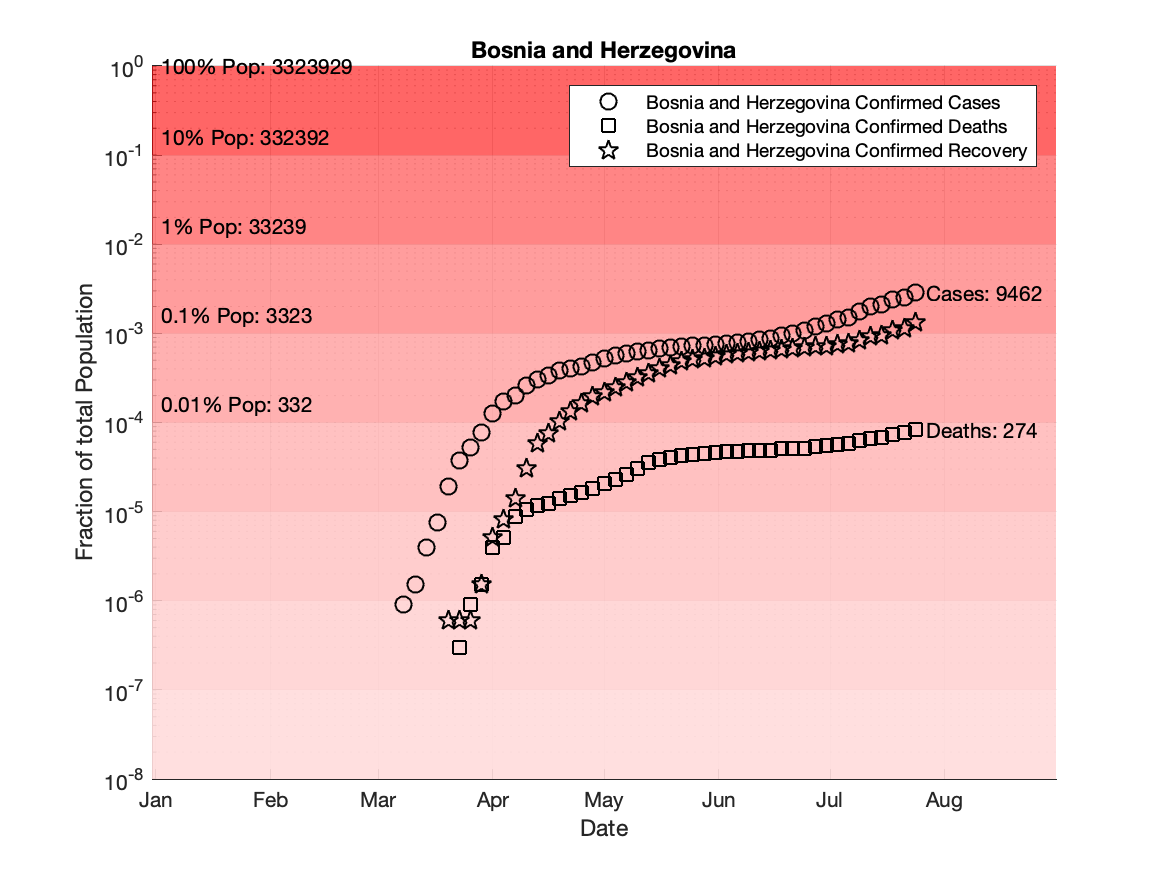 Bosnia and Herzegovina
10^0
100% Pop: 3323929
Bosnia and Herzegovina Confirmed Cases
Bosnia and Herzegovina Confirmed Deaths
Bosnia and Herzegovina Confirmed Recovery
10% Pop: 332392
10^-1
1% Pop: 33239
10^-2
Cases: 9462
0.1% Pop: 3323
10^-3
0.01% Pop: 332
10^-4
Deaths: 274
10^-5
10^-6
10^-7
10^-8
Fraction of total Population
Jan Feb Mar Apr May Jun Jul Aug
Date